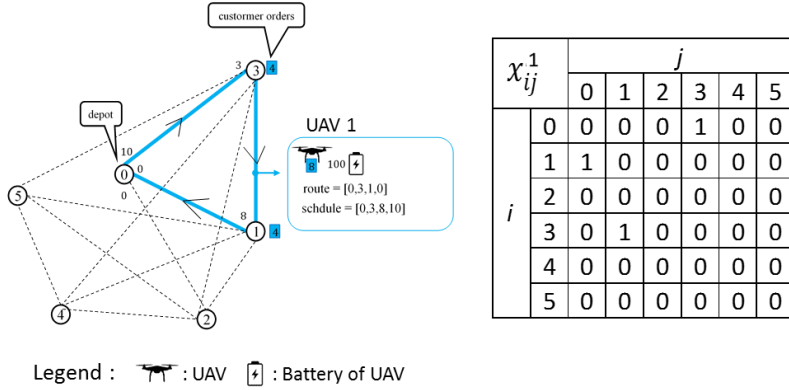 custormer orders
3
3
4
depot
10
0
0
0
UAV 1
8
100
route = [0,3,1,0]
schdule = [0,3,8,10]
5
8
1
4
4
2
Legend : : UAV : Battery of UAV
x¹ᵢⱼ j
0 1 2 3 4 5
i
0 0 0 0 1 0 0
1 1 0 0 0 0 0
2 0 0 0 0 0 0
3 0 1 0 0 0 0
4 0 0 0 0 0 0
5 0 0 0 0 0 0